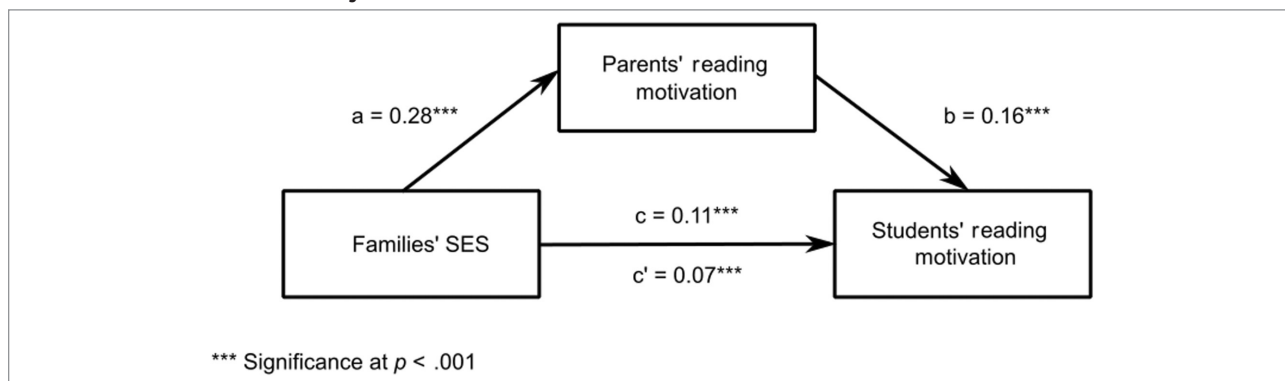 Parents' reading
motivation
a = 0.28***
b = 0.16***
c = 0.11***
Families' SES
Students' reading
motivation
c' = 0.07***
*** Significance at p < .001